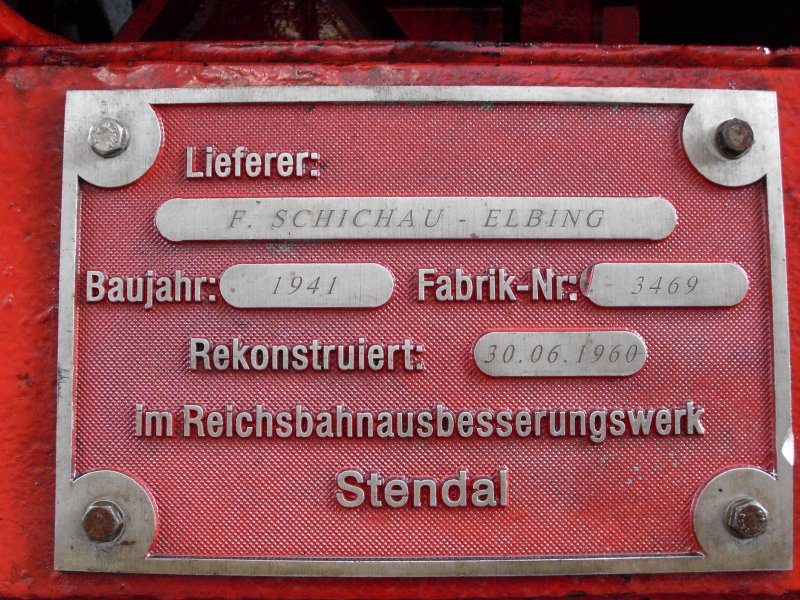 Lieferer:
F. SCHICHAU - ELBING
Baujahr: 1941 Fabrik-Nr: - 3469
Rekonstruiert: 30.06.1960
im Reichsbahnausbesserungswerk
Stendal